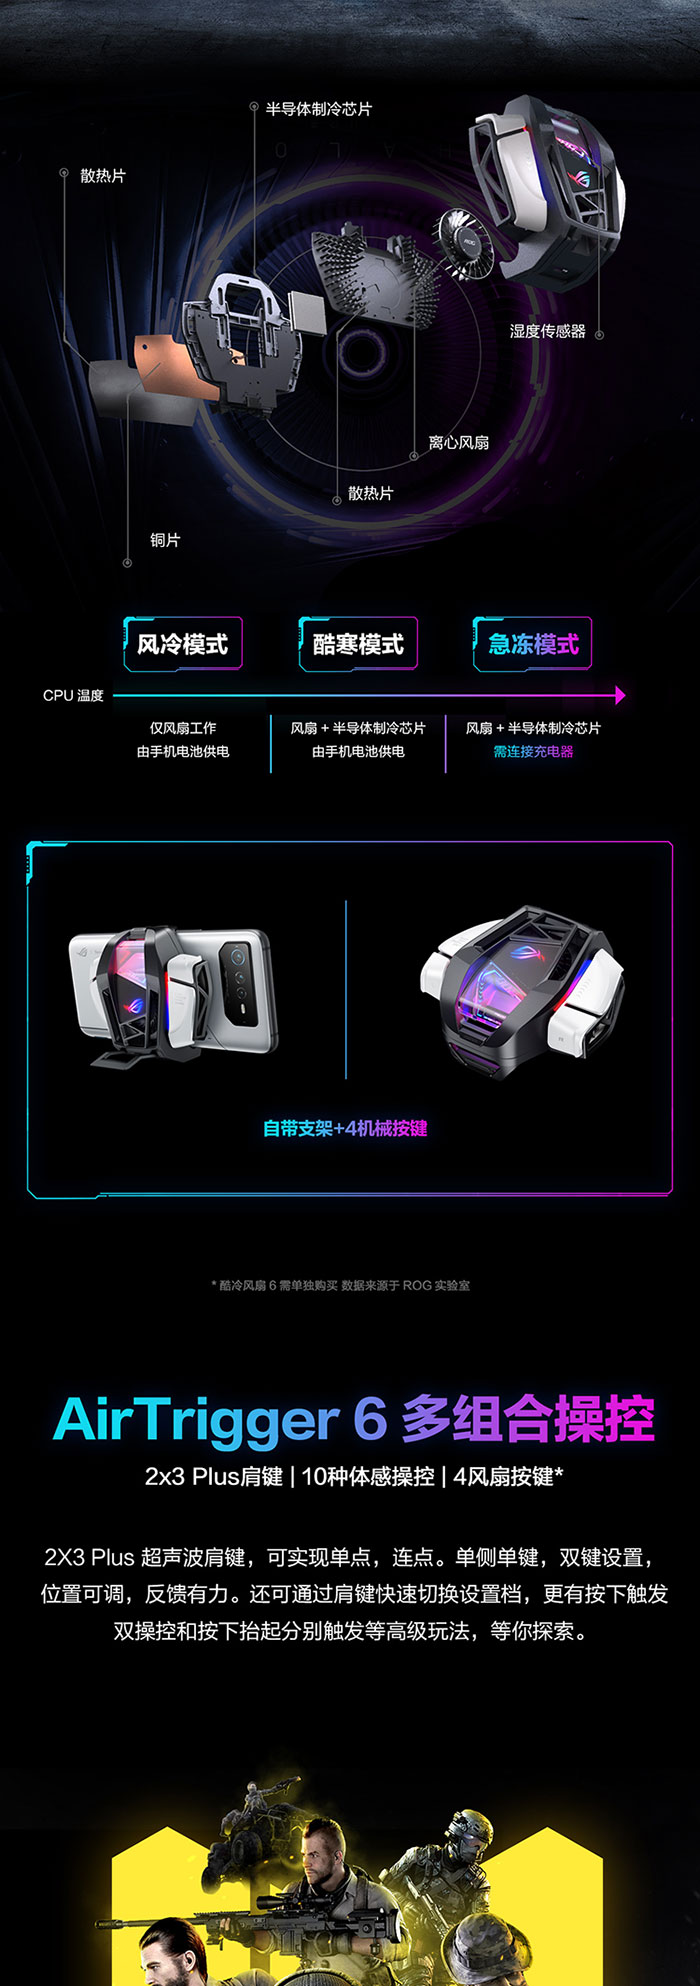 半导体制冷芯片
散热片
ROG
湿度传感器
离心风扇
散热片
铜片
风冷模式
酷寒模式
急冻模式
CPU 温度
仅风扇工作
由手机电池供电
风扇 + 半导体制冷芯片
由手机电池供电
风扇 + 半导体制冷芯片
需连接充电器
自带支架+4机械按键
* 酷冷风扇 6 需单独购买 数据来源于 ROG 实验室
AirTrigger 6 多组合操控
2x3 Plus肩键 | 10种体感操控 | 4风扇按键*
2X3 Plus 超声波肩键，可实现单点，连点。单侧单键，双键设置，
位置可调，反馈有力。还可通过肩键快速切换设置档，更有按下触发
双操控和按下抬起分别触发等高级玩法，等你探索。